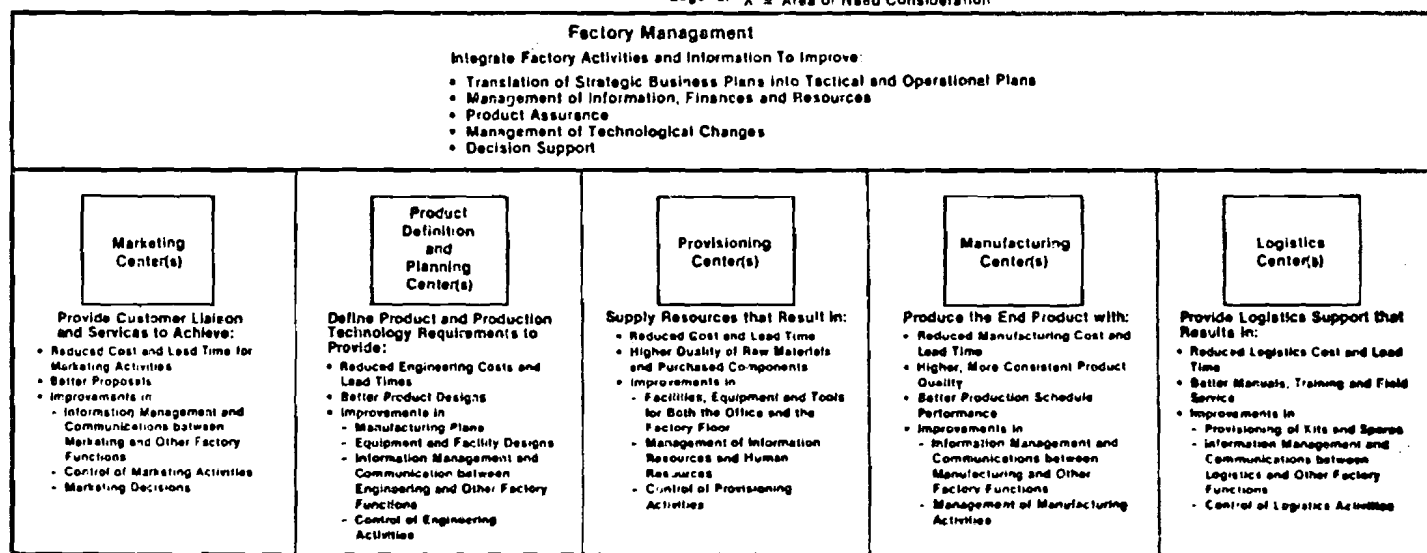 X = Area of Need Consideration
Factory Management
Integrate Factory Activities and Information To Improve:
• Translation of Strategic Business Plans into Tactical and Operational Plans
• Management of Information, Finances and Resources
• Product Assurance
• Management of Technological Changes
• Decision Support
Marketing
Center(s)
Provide Customer Liaison
and Services to Achieve:
• Reduced Cost and Lead Time for
Marketing Activities
• Better Proposals
• Improvements in
- Information Management and
Communications between
Marketing and Other Factory
Functions
- Control of Marketing Activities
- Marketing Decisions
Product
Definition
and
Planning
Center(s)
Define Product and Production
Technology Requirements to
Provide:
• Reduced Engineering Costs and
Lead Times
• Better Product Designs
• Improvements in
- Manufacturing Plans
- Equipment and Facility Designs
- Information Management and
Communication between
Engineering and Other Factory
Functions
- Control of Engineering
Activities
Provisioning
Center(s)
Supply Resources that Result in:
• Reduced Cost and Lead Time
• Higher Quality of Raw Materials
and Purchased Components
• Improvements in
- Facilities, Equipment and Tools
for Both the Office and the
Factory Floor
- Management of Information
Resources and Human
Resources
- Control of Provisioning
Activities
Manufacturing
Center(s)
Produce the End Product with:
• Reduced Manufacturing Cost and
Lead Time
• Higher, More Consistent Product
Quality
• Better Production Schedule
Performance
• Improvements in
- Information Management and
Communications between
Manufacturing and Other
Factory Functions
- Management of Manufacturing
Activities
Logistics
Center(s)
Provide Logistics Support that
Results in:
• Reduced Logistics Cost and Lead
Time
• Better Manuals, Training and Field
Service
• Improvements in
- Provisioning of Kits and Spares
- Information Management and
Communications between
Logistics and Other Factory
Functions
- Control of Logistics Activities